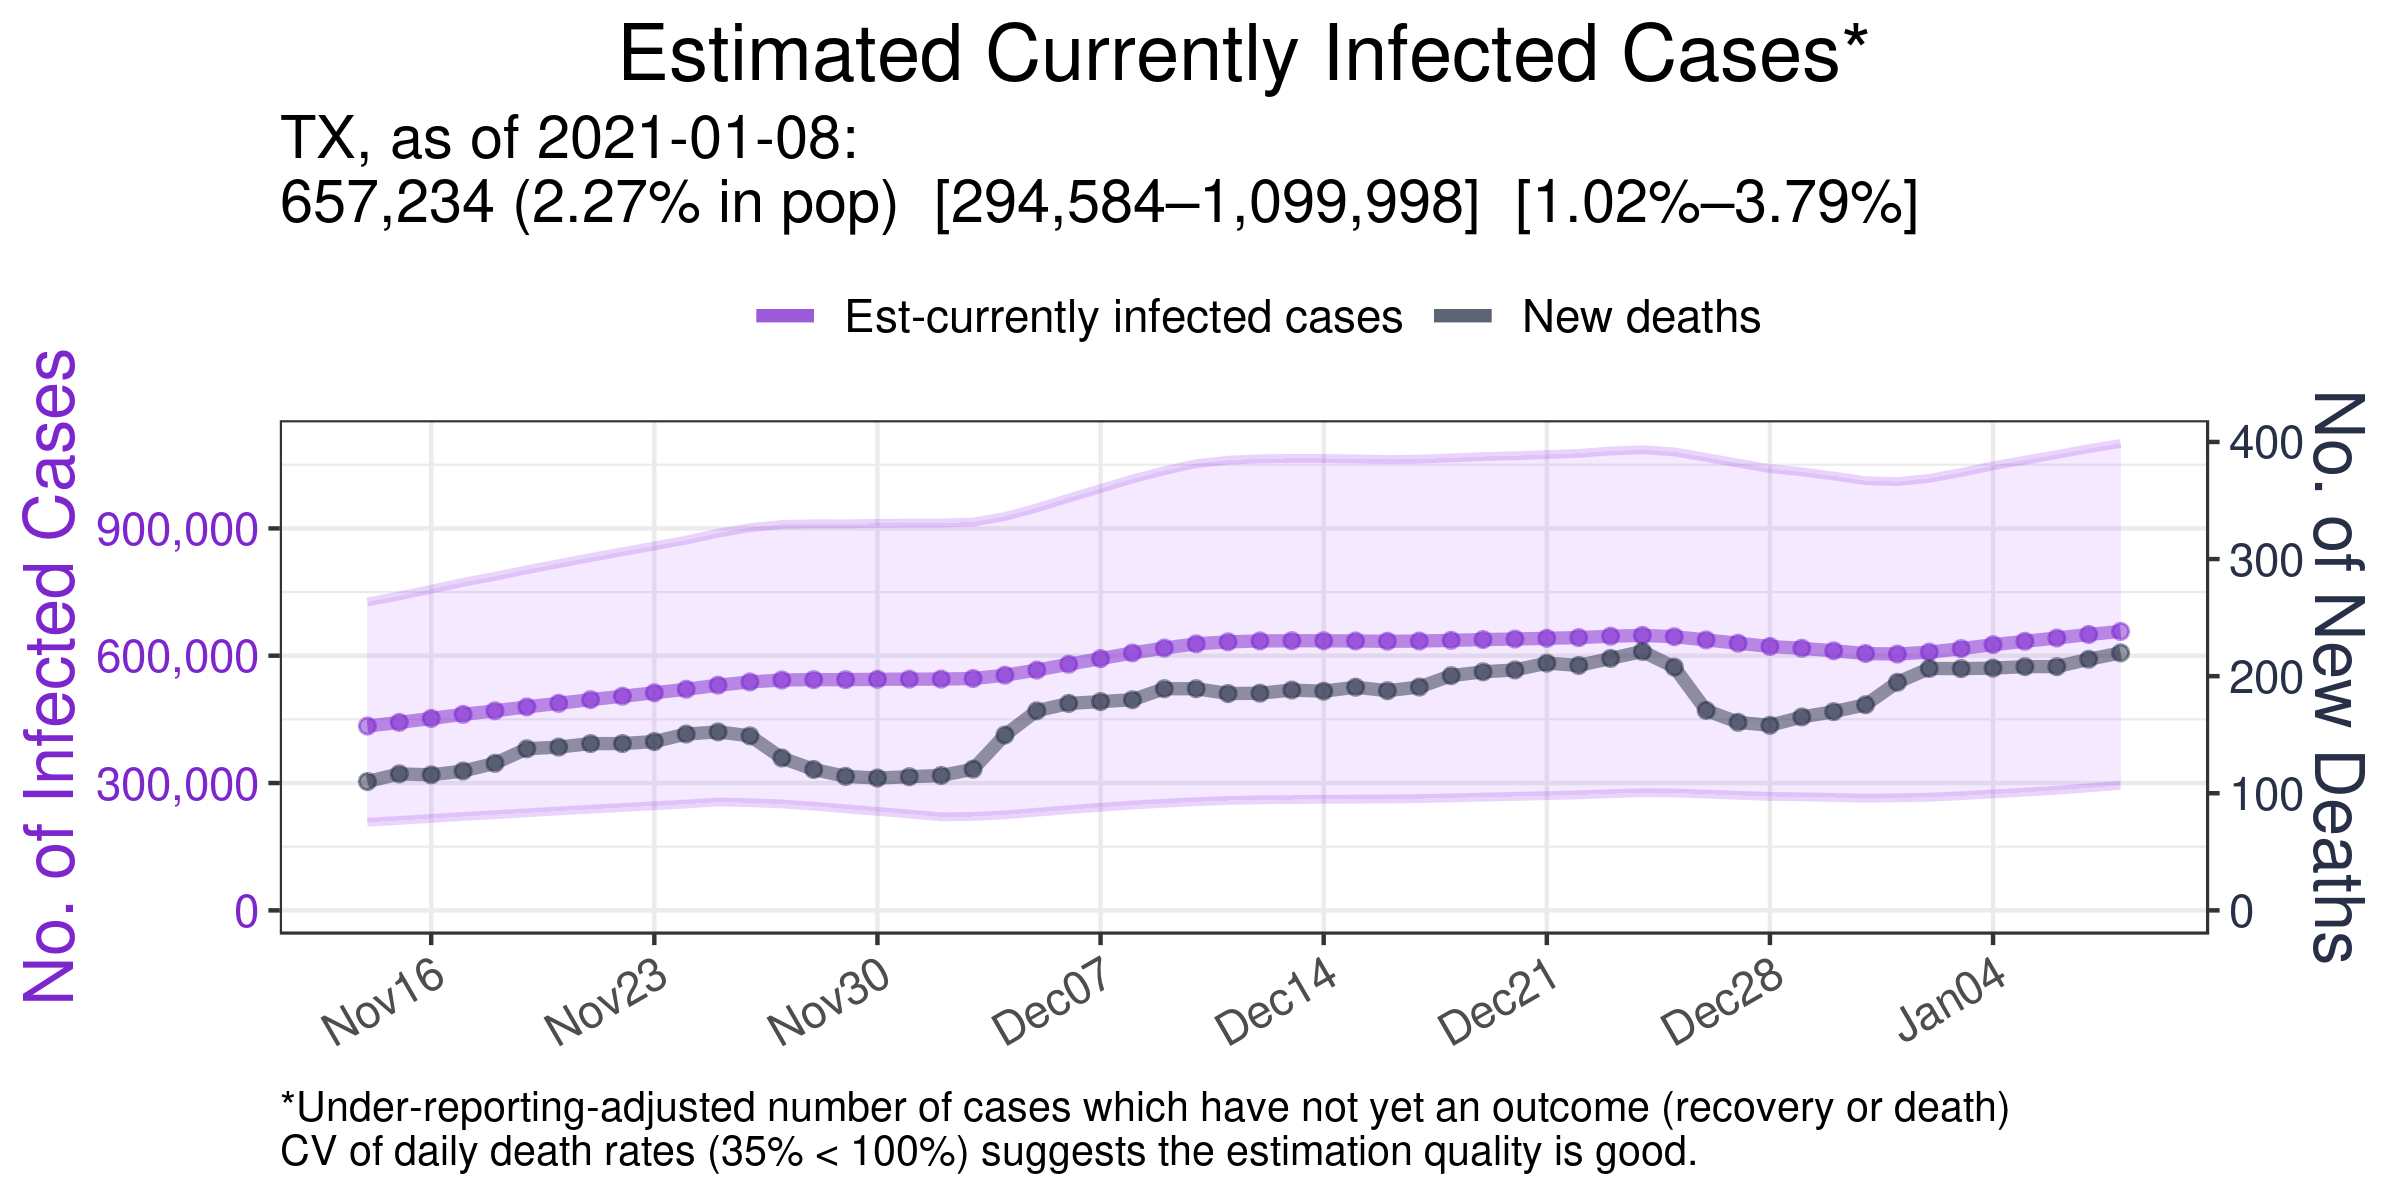 Estimated Currently Infected Cases*
TX, as of 2021-01-08:
657,234 (2.27% in pop)  [294,584–1,099,998]  [1.02%–3.79%]
Est-currently infected cases
New deaths
No. of Infected Cases
900,000
600,000
300,000
0
400
300
200
100
0
No. of New Deaths
Nov16
Nov23
Nov30
Dec07
Dec14
Dec21
Dec28
Jan04
*Under-reporting-adjusted number of cases which have not yet an outcome (recovery or death)
CV of daily death rates (35% < 100%) suggests the estimation quality is good.